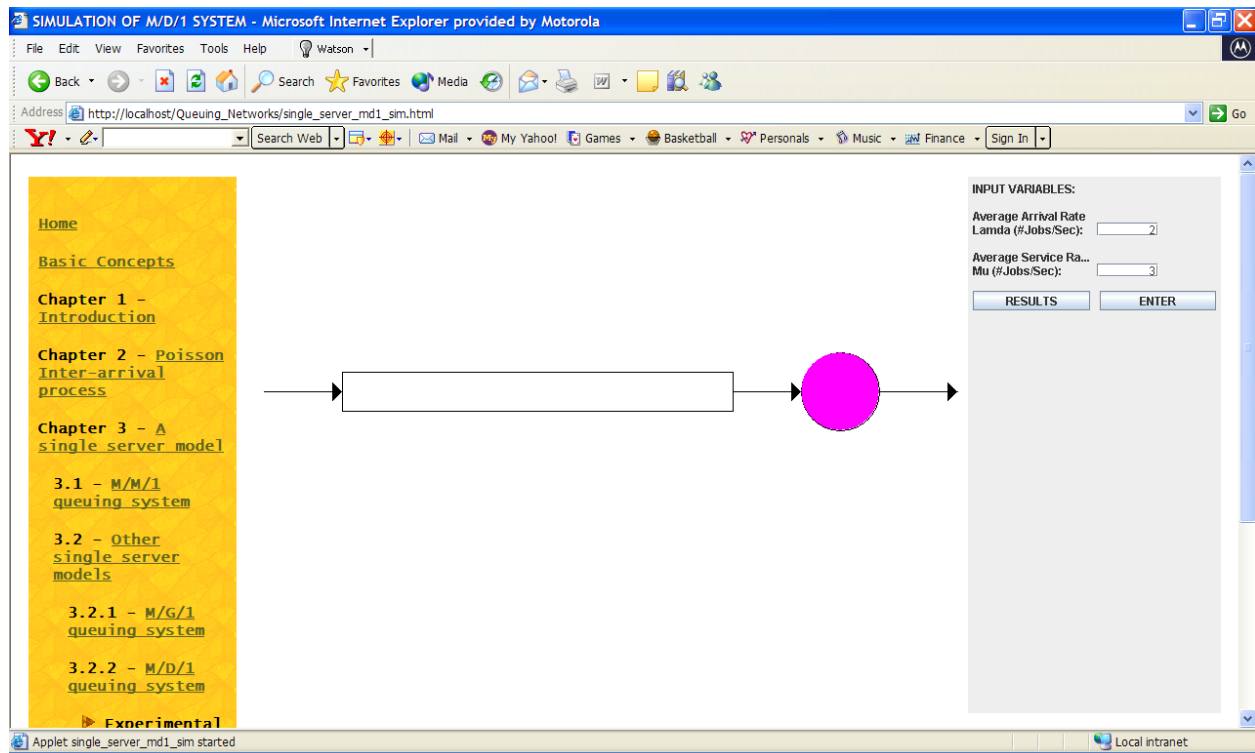 SIMULATION OF M/D/1 SYSTEM - Microsoft Internet Explorer provided by Motorola
File Edit View Favorites Tools Help Watson
Back Search Favorites Media
Address http://localhost/Queuing_Networks/single_server_md1_sim.html Go
Y! Search Web Mail My Yahoo! Games Basketball Personals Music Finance Sign In
Home
Basic Concepts
Chapter 1 -
Introduction
Chapter 2 - Poisson
Inter-arrival
process
Chapter 3 - A
single server model
3.1 - M/M/1
queuing system
3.2 - Other
single server
models
3.2.1 - M/G/1
queuing system
3.2.2 - M/D/1
queuing system
Experimental
INPUT VARIABLES:
Average Arrival Rate
Lamda (#Jobs/Sec): 2
Average Service Ra...
Mu (#Jobs/Sec): 3
RESULTS ENTER
Applet single_server_md1_sim started Local intranet